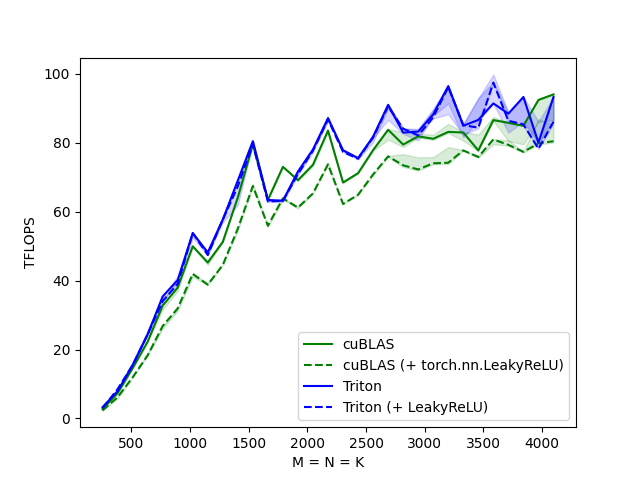 100
80
60
40
20
0
TFLOPS
cuBLAS
cuBLAS (+ torch.nn.LeakyReLU)
Triton
Triton (+ LeakyReLU)
500 1000 1500 2000 2500 3000 3500 4000
M = N = K